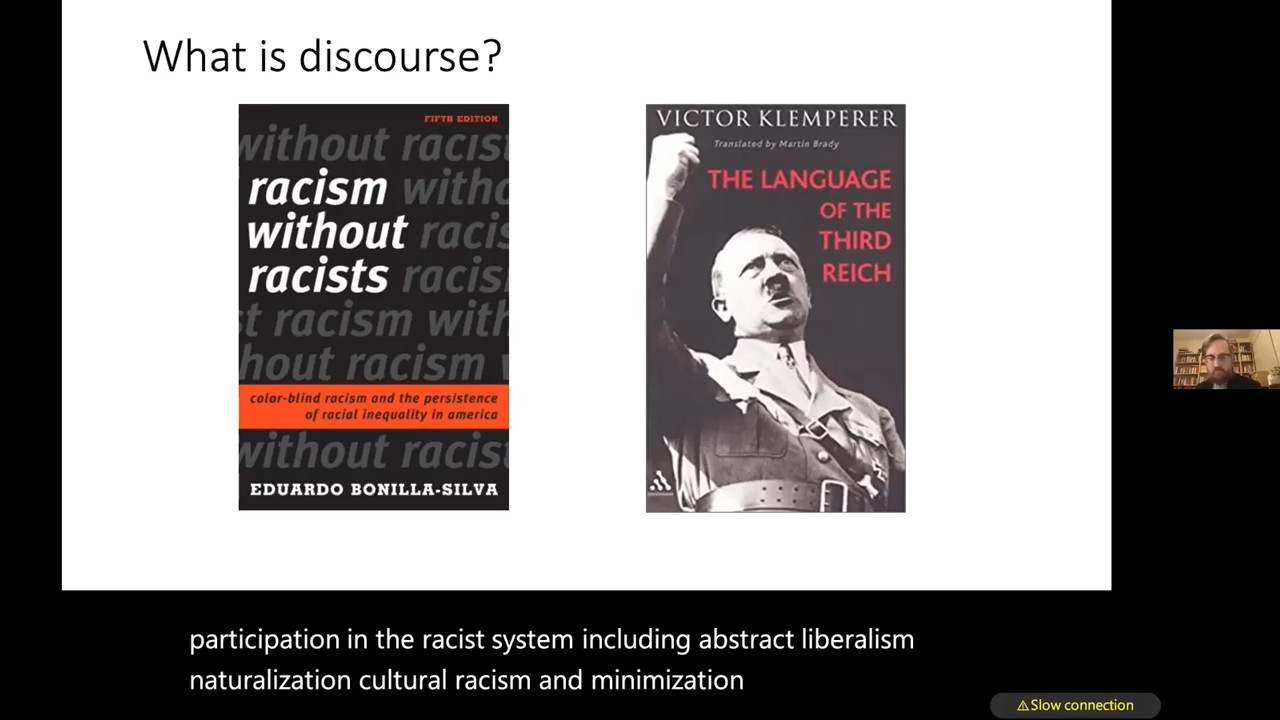 What is discourse?
FIFTH EDITION
without racist
racism witho
without racis
racists racis
st racism with
hout racism w
color-blind racism and the persistence
of racial inequality in america
without racist
EDUARDO BONILLA-SILVA
VICTOR KLEMPERER
Translated by Martin Brady
THE LANGUAGE
OF THE
THIRD
REICH
participation in the racist system including abstract liberalism
naturalization cultural racism and minimization
⚠Slow connection